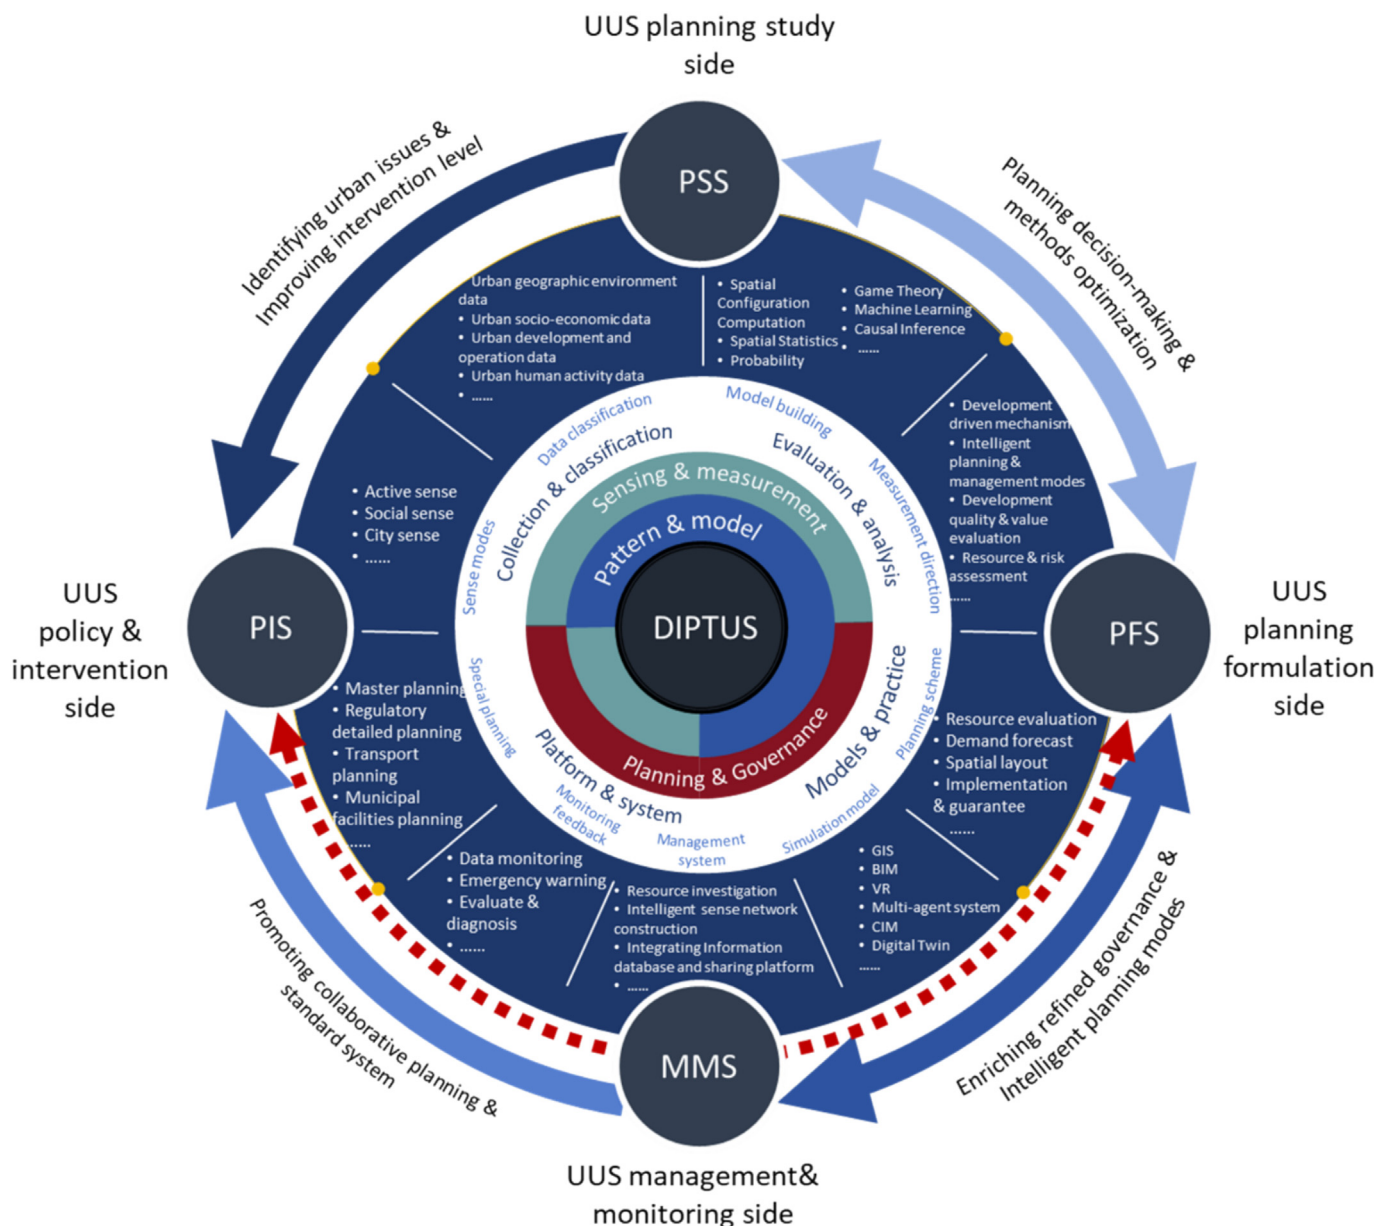 UUS planning study
side
PSS
Identifying urban issues &
Improving intervention level
Planning decision-making &
methods optimization
Urban geographic environment
data
• Urban socio-economic data
• Urban development and
operation data
• Urban human activity data
• ......
• Spatial
Configuration
Computation
• Spatial Statistics
• Probability
• Game Theory
• Machine Learning
• Causal Inference
• ......
• Active sense
• Social sense
• City sense
• ......
• Development
driven mechanism
• Intelligent
planning &
management modes
• Development
quality & value
evaluation
• Resource & risk
assessment
......
Data classification
Model building
Sense modes
Measurement direction
Collection & classification
Evaluation & analysis
Sensing & measurement
Pattern & model
DIPTUS
Planning & Governance
Platform & system
Models & practice
Special planning
Planning scheme
Monitoring
feedback
Management
system
Simulation model
UUS
policy &
intervention
side
PIS
PFS
UUS
planning
formulation
side
• Master planning
• Regulatory
detailed planning
• Transport
planning
• Municipal
facilities planning
......
• Resource evaluation
• Demand forecast
• Spatial layout
• Implementation
& guarantee
......
• Data monitoring
• Emergency warning
• Evaluate &
diagnosis
• ......
• Resource investigation
• Intelligent sense network
construction
• Integrating Information
database and sharing platform
• ......
• GIS
• BIM
• VR
• Multi-agent system
• CIM
• Digital Twin
......
Promoting collaborative planning &
standard system
Enriching refined governance &
Intelligent planning modes
MMS
UUS management&
monitoring side